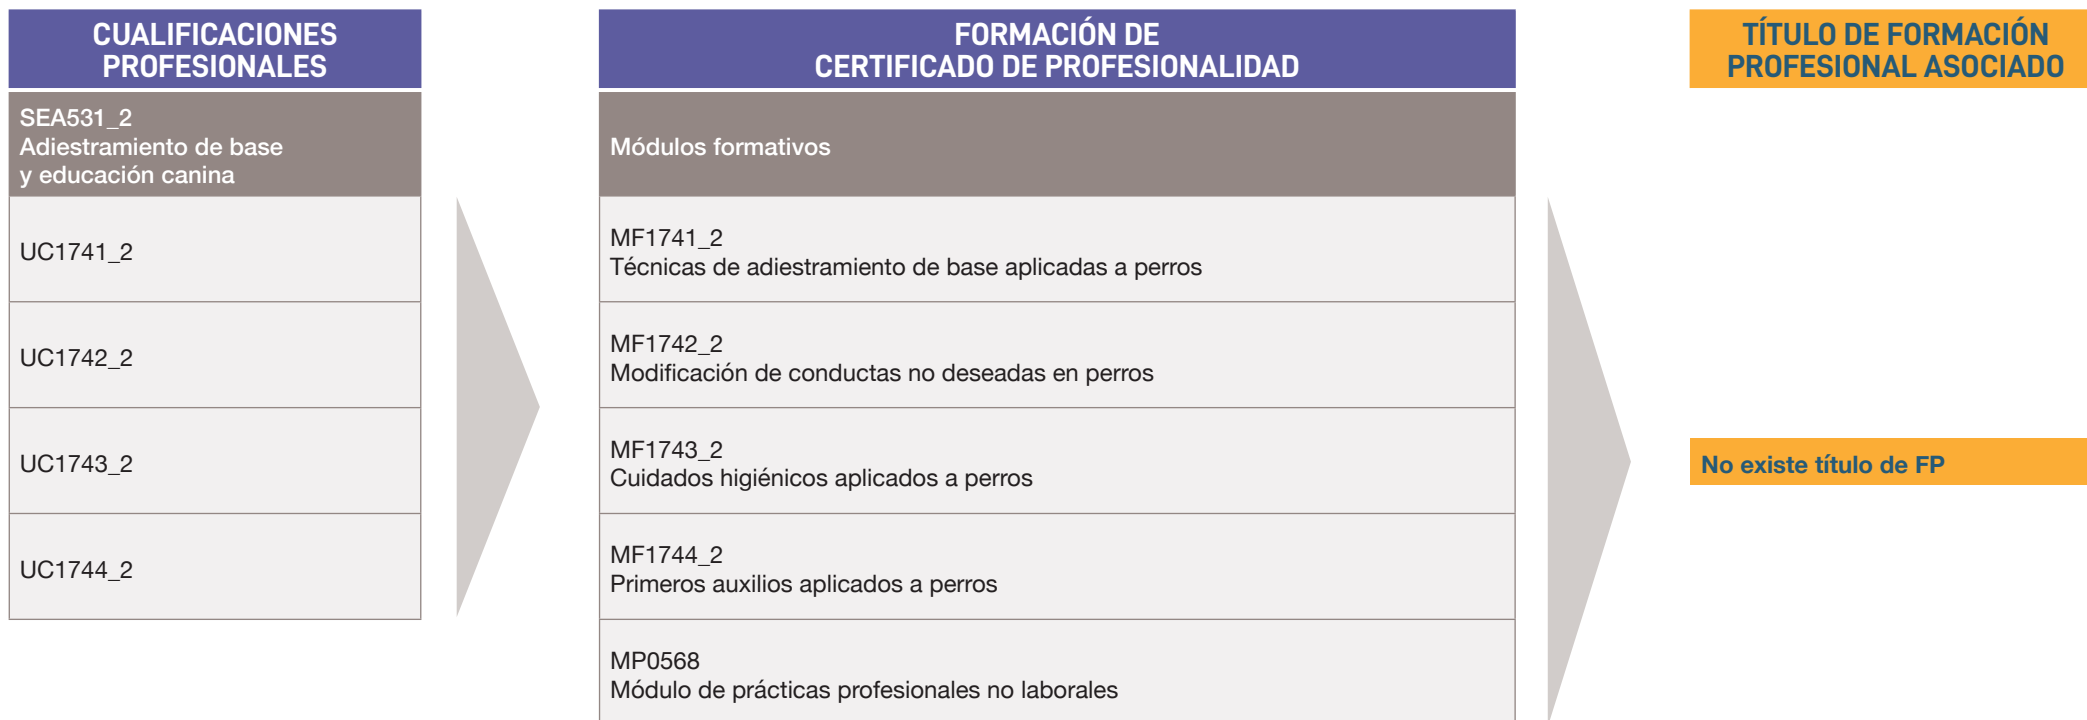 CUALIFICACIONES
PROFESIONALES
SEA531_2
Adiestramiento de base
y educación canina
UC1741_2
UC1742_2
UC1743_2
UC1744_2
FORMACIÓN DE
CERTIFICADO DE PROFESIONALIDAD
Módulos formativos
MF1741_2
Técnicas de adiestramiento de base aplicadas a perros
MF1742_2
Modificación de conductas no deseadas en perros
MF1743_2
Cuidados higiénicos aplicados a perros
MF1744_2
Primeros auxilios aplicados a perros
MP0568
Módulo de prácticas profesionales no laborales
TÍTULO DE FORMACIÓN
PROFESIONAL ASOCIADO
No existe título de FP